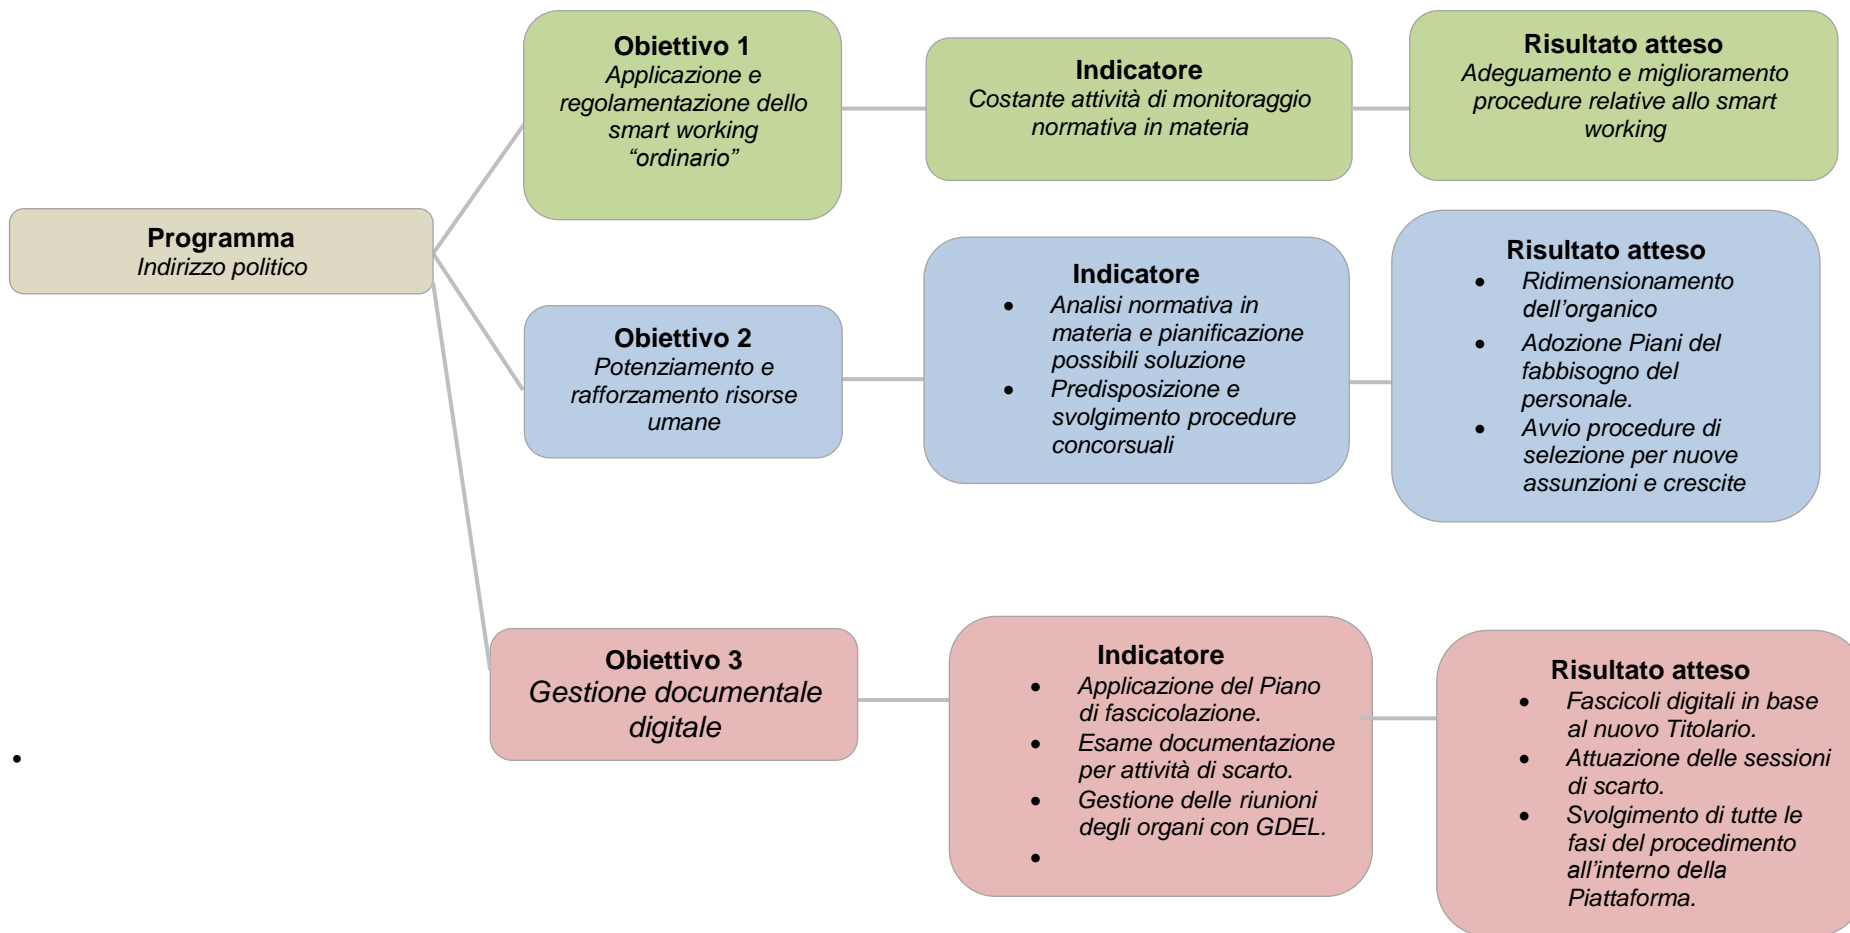 Programma
Indirizzo politico
Obiettivo 1
Applicazione e
regolamentazione dello
smart working
“ordinario”
Indicatore
Costante attività di monitoraggio
normativa in materia
Risultato atteso
Adeguamento e miglioramento
procedure relative allo smart
working
Obiettivo 2
Potenziamento e
rafforzamento risorse
umane
Indicatore
• Analisi normativa in
materia e pianificazione
possibili soluzione
• Predisposizione e
svolgimento procedure
concorsuali
Risultato atteso
• Ridimensionamento
dell’organico
• Adozione Piani del
fabbisogno del
personale.
• Avvio procedure di
selezione per nuove
assunzioni e crescite
Obiettivo 3
Gestione documentale
digitale
Indicatore
• Applicazione del Piano
di fascicolazione.
• Esame documentazione
per attività di scarto.
• Gestione delle riunioni
degli organi con GDEL.
•
Risultato atteso
• Fascicoli digitali in base
al nuovo Titolario.
• Attuazione delle sessioni
di scarto.
• Svolgimento di tutte le
fasi del procedimento
all’interno della
Piattaforma.
•